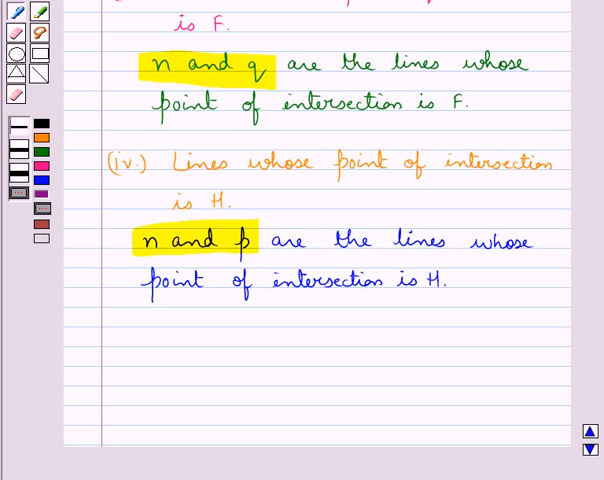 is F.
n and q are the lines whose
point of intersection is F.
(iv.) Lines whose point of intersection
is H.
n and p are the lines whose
point of intersection is H.